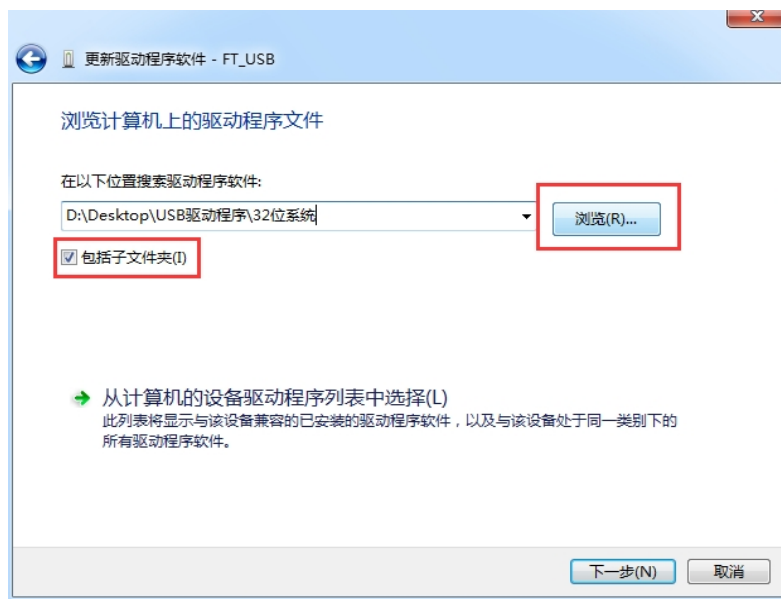 更新驱动程序软件 - FT_USB
浏览计算机上的驱动程序文件
在以下位置搜索驱动程序软件:
D:\Desktop\USB驱动程序\32位系统
浏览(R)...
包括子文件夹(I)
从计算机的设备驱动程序列表中选择(L)
此列表将显示与该设备兼容的已安装的驱动程序软件，以及与该设备处于同一类别下的
所有驱动程序软件。
下一步(N)
取消